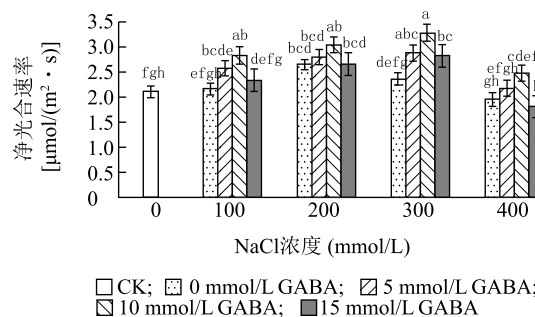 净光合速率
[μmol/(m²·s)]
3.5
3.0
2.5
2.0
1.5
1.0
0.5
0
fgh
efgh
bcde
ab
defg
bcd
bcd
ab
bcd
defg
abc
a
bc
gh
efgh
cdef
0 100 200 300 400
NaCl浓度 (mmol/L)
CK; 0 mmol/L GABA; 5 mmol/L GABA;
10 mmol/L GABA; 15 mmol/L GABA